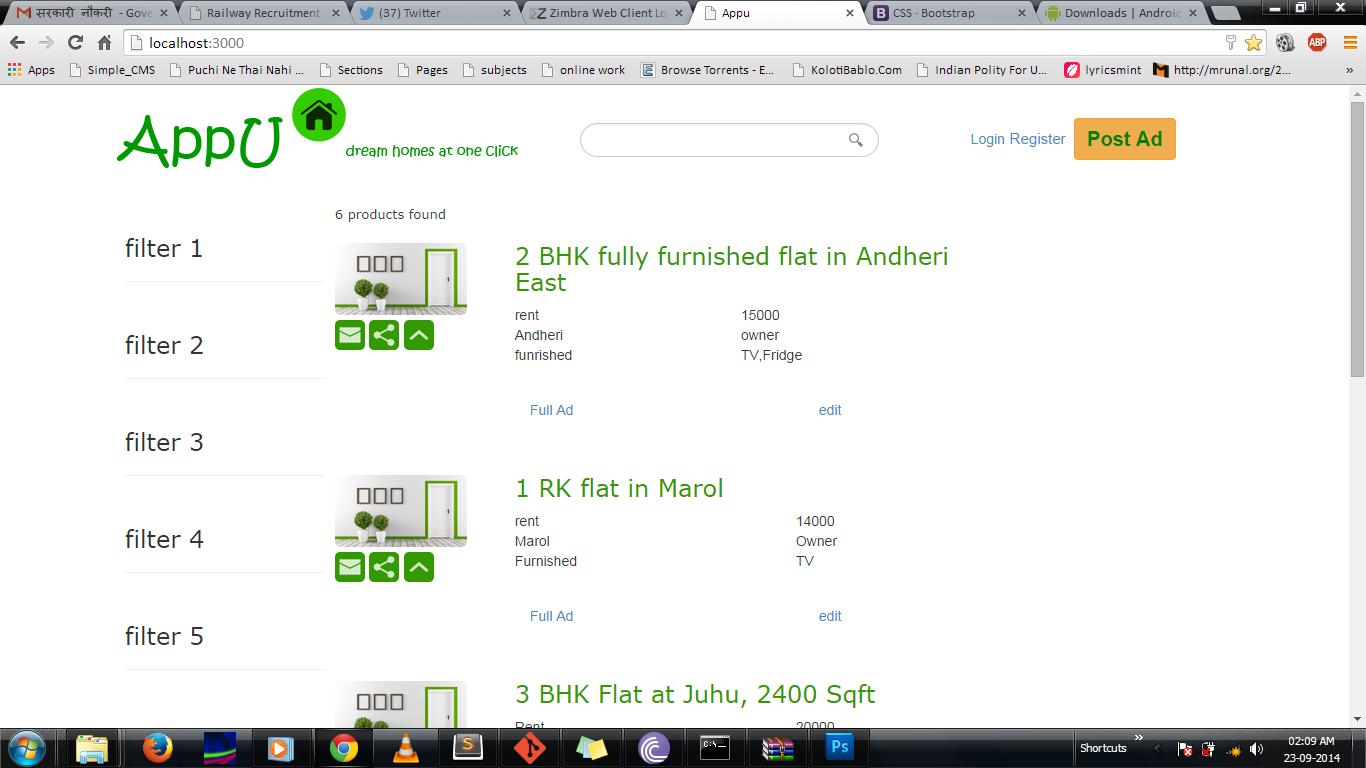 सरकारी नौकरी - Gove
Railway Recruitment
(37) Twitter
Zimbra Web Client Lo
Appu
CSS · Bootstrap
Downloads | Android
localhost:3000
ABP
Apps
Simple_CMS
Puchi Ne Thai Nahi ...
Sections
Pages
subjects
online work
Browse Torrents - E...
KolotiBablo.Com
Indian Polity For U...
lyricsmint
http://mrunal.org/2...
»
AppU
dream homes at one click
Login Register
Post Ad
6 products found
filter 1
filter 2
filter 3
filter 4
filter 5
2 BHK fully furnished flat in Andheri
East
rent 15000
Andheri owner
funrished TV,Fridge
Full Ad edit
1 RK flat in Marol
rent 14000
Marol Owner
Furnished TV
Full Ad edit
3 BHK Flat at Juhu, 2400 Sqft
Rent 20000
Ps
Shortcuts
»
02:09 AM
23-09-2014